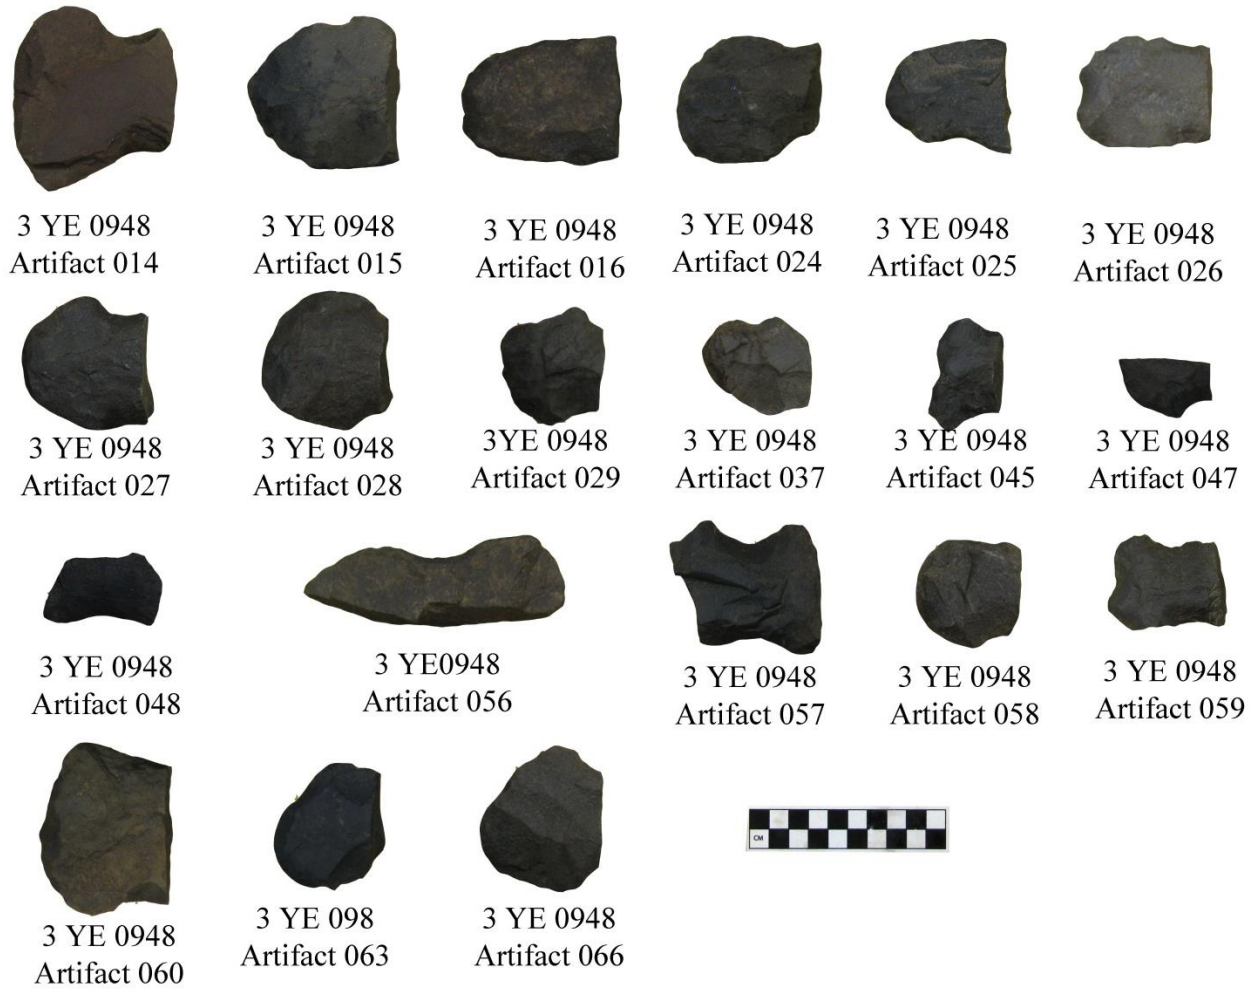 3 YE 0948
Artifact 014
3 YE 0948
Artifact 015
3 YE 0948
Artifact 016
3 YE 0948
Artifact 024
3 YE 0948
Artifact 025
3 YE 0948
Artifact 026
3 YE 0948
Artifact 027
3 YE 0948
Artifact 028
3YE 0948
Artifact 029
3 YE 0948
Artifact 037
3 YE 0948
Artifact 045
3 YE 0948
Artifact 047
3 YE 0948
Artifact 048
3 YE0948
Artifact 056
3 YE 0948
Artifact 057
3 YE 0948
Artifact 058
3 YE 0948
Artifact 059
3 YE 0948
Artifact 060
3 YE 098
Artifact 063
3 YE 0948
Artifact 066
CM